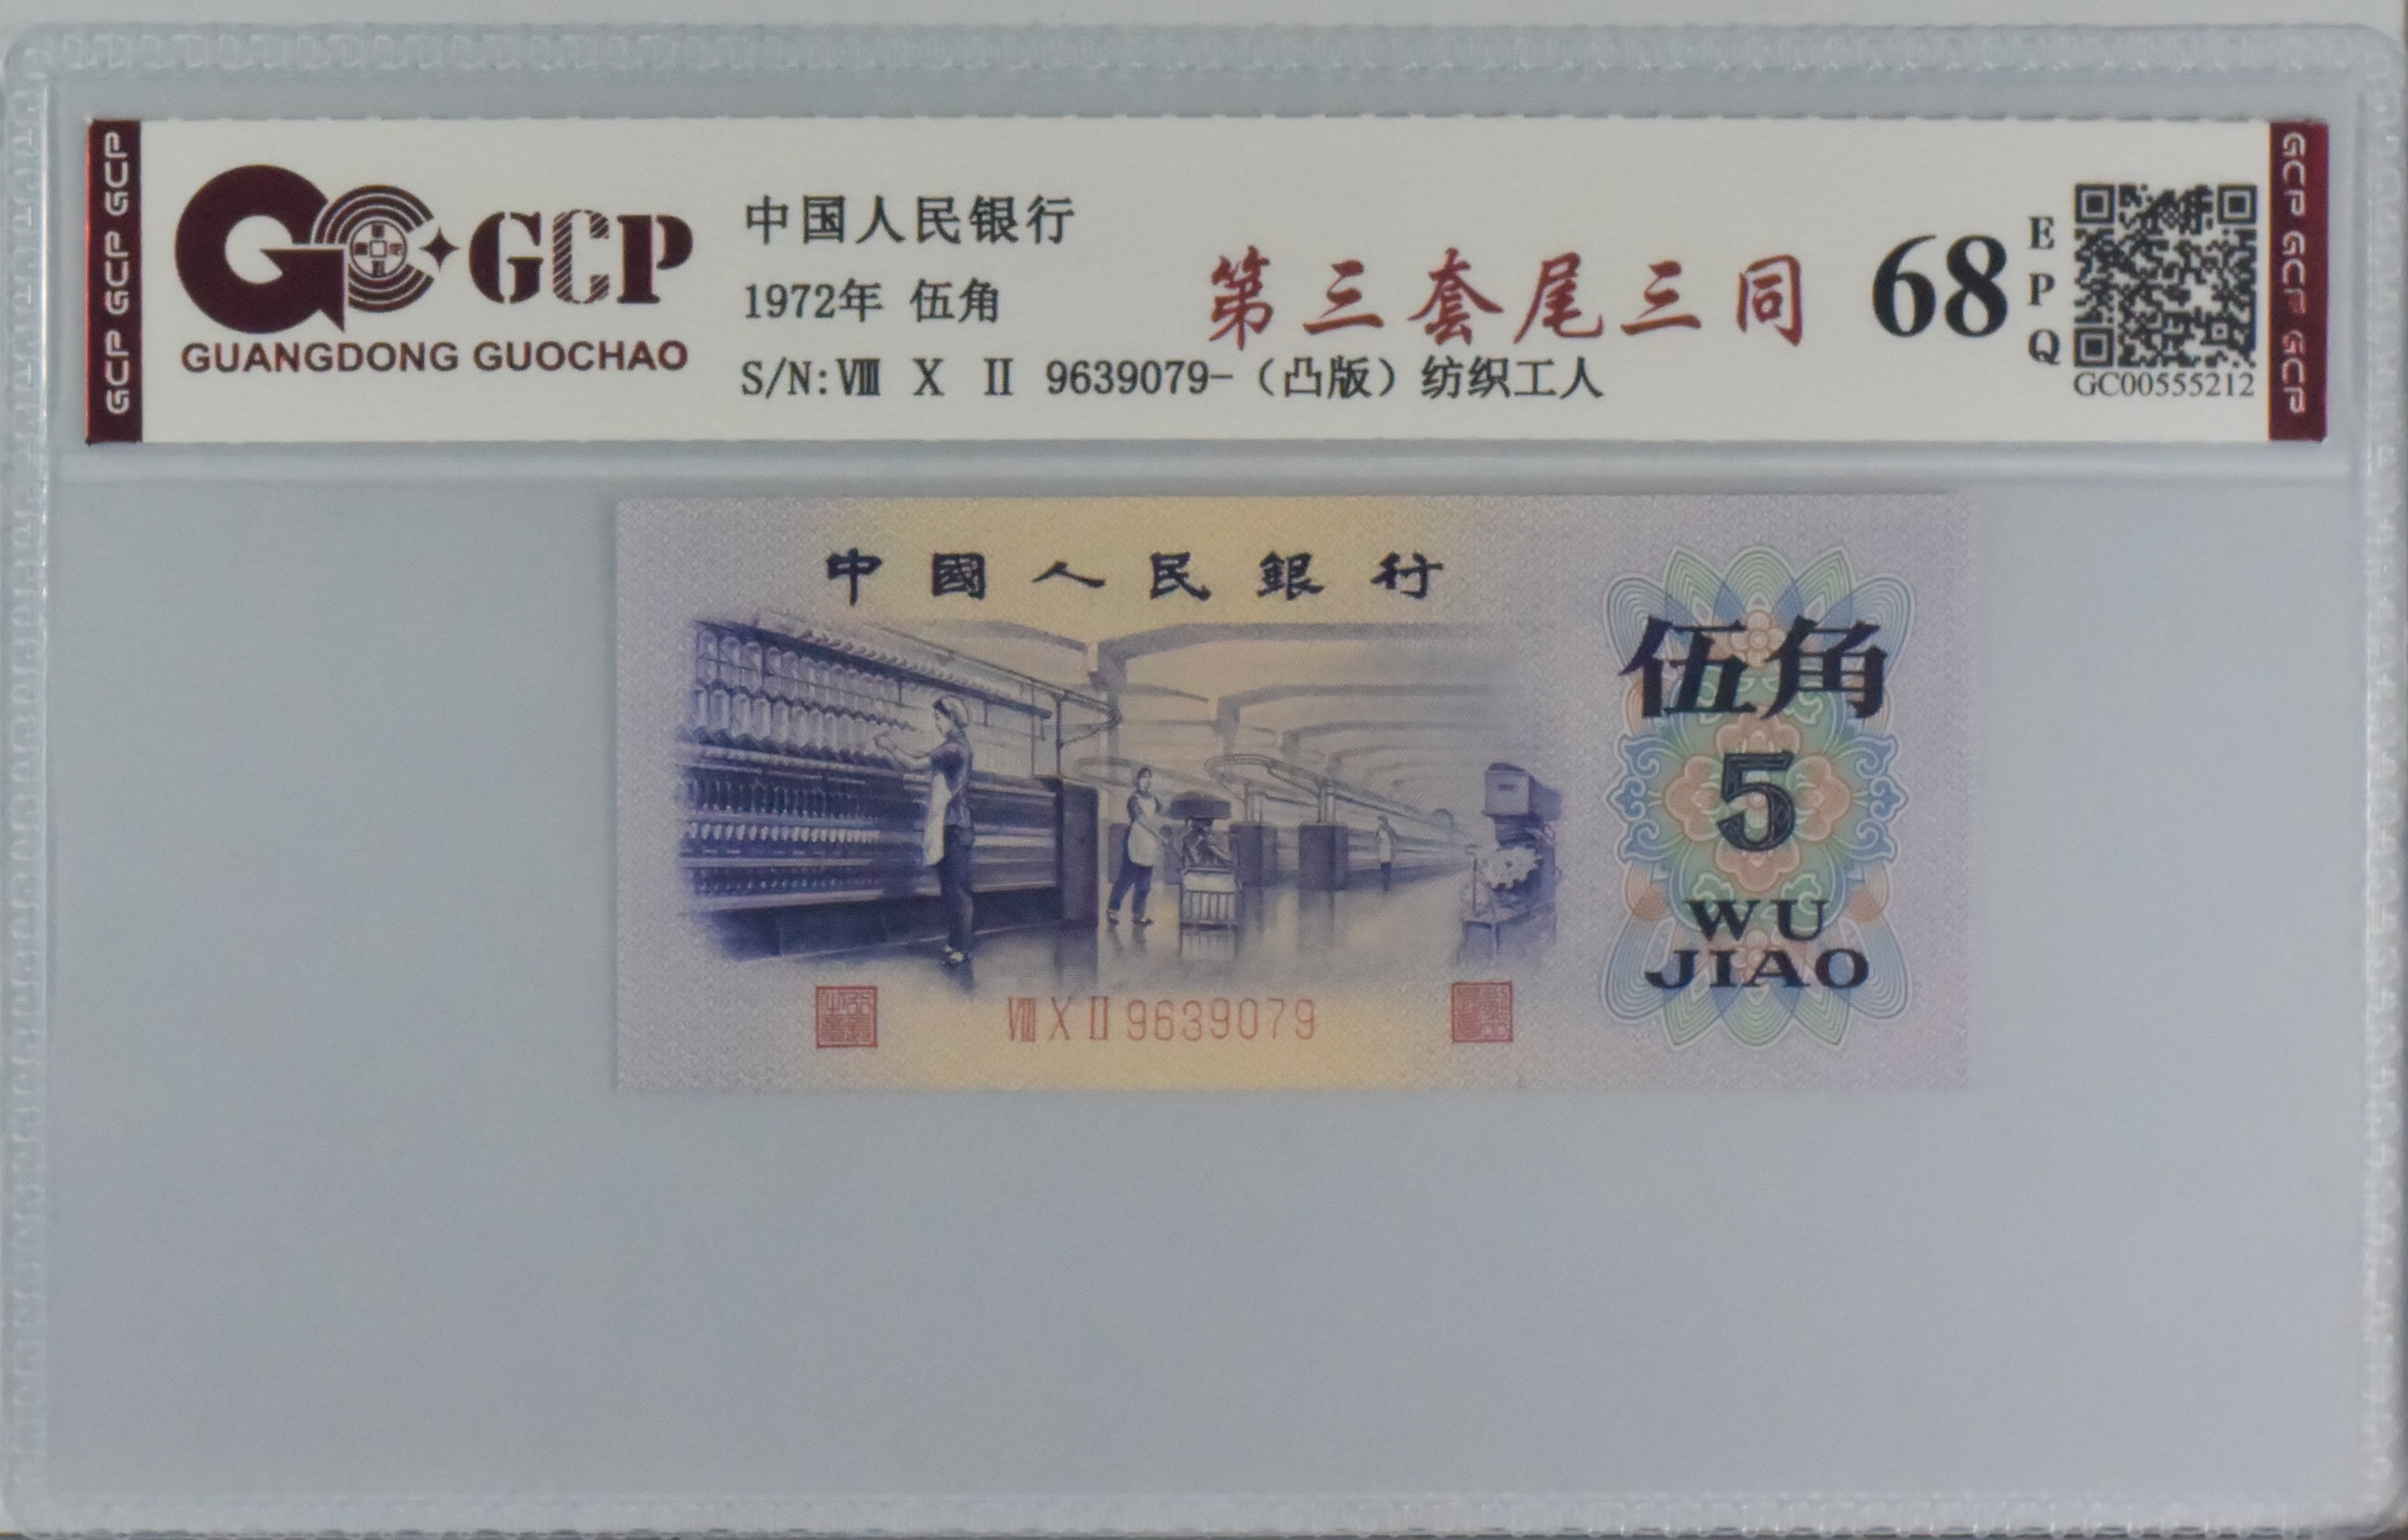 GCP GCP GCP
GCP
GUANGDONG GUOCHAO
中国人民银行
1972年 伍角
S/N:Ⅷ Ⅹ Ⅱ 9639079-（凸版）纺织工人
第三套尾三同
68
E
P
Q
GC00555212
GCP GCP GCP
中國人民銀行
伍角
5
WU
JIAO
Ⅷ Ⅹ Ⅱ 9639079